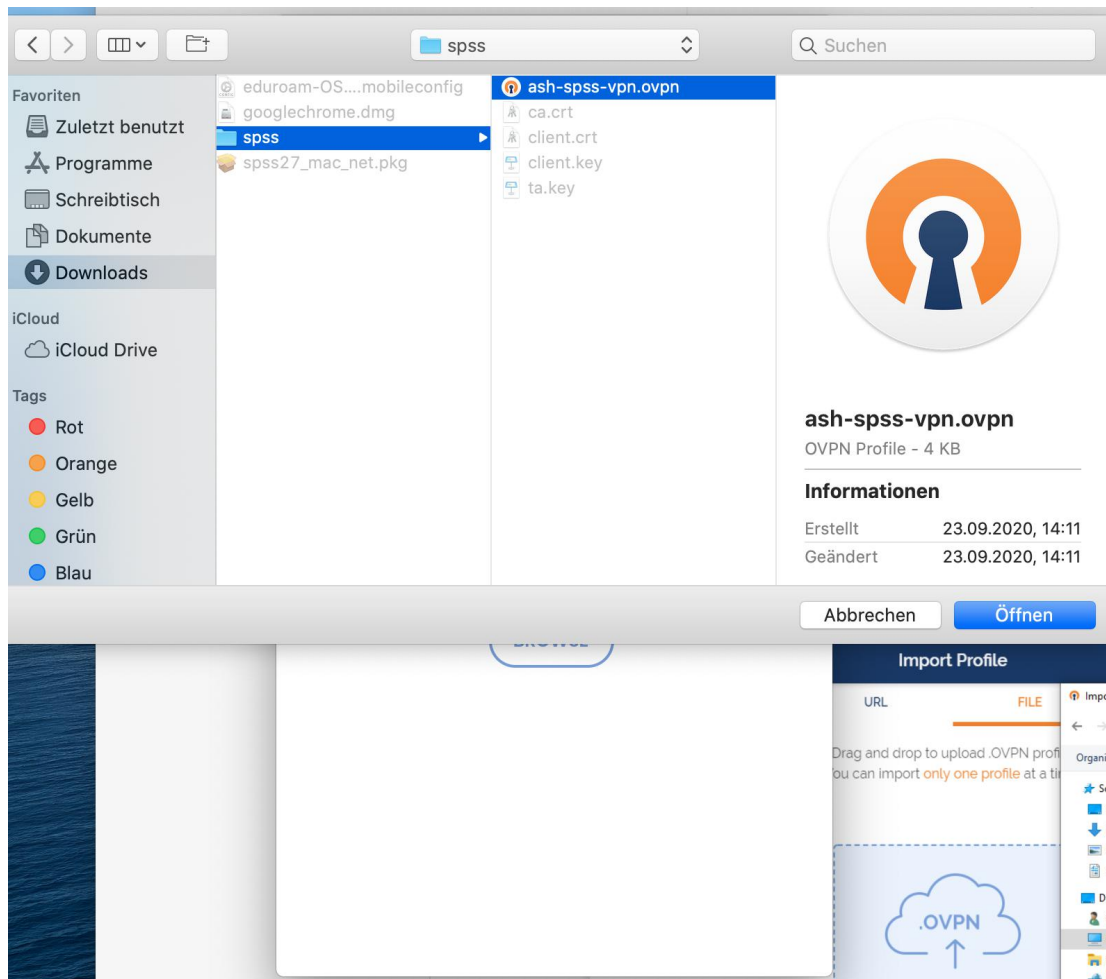 spss
Suchen
Favoriten
Zuletzt benutzt
Programme
Schreibtisch
Dokumente
Downloads
iCloud
iCloud Drive
Tags
Rot
Orange
Gelb
Grün
Blau
eduroam-OS....mobileconfig
googlechrome.dmg
spss
spss27_mac_net.pkg
ash-spss-vpn.ovpn
ca.crt
client.crt
client.key
ta.key
ash-spss-vpn.ovpn
OVPN Profile - 4 KB
Informationen
Erstellt 23.09.2020, 14:11
Geändert 23.09.2020, 14:11
Abbrechen
Öffnen
BROWSE
Import Profile
URL
FILE
Drag and drop to upload .OVPN
You can import only one profile at a
.OVPN